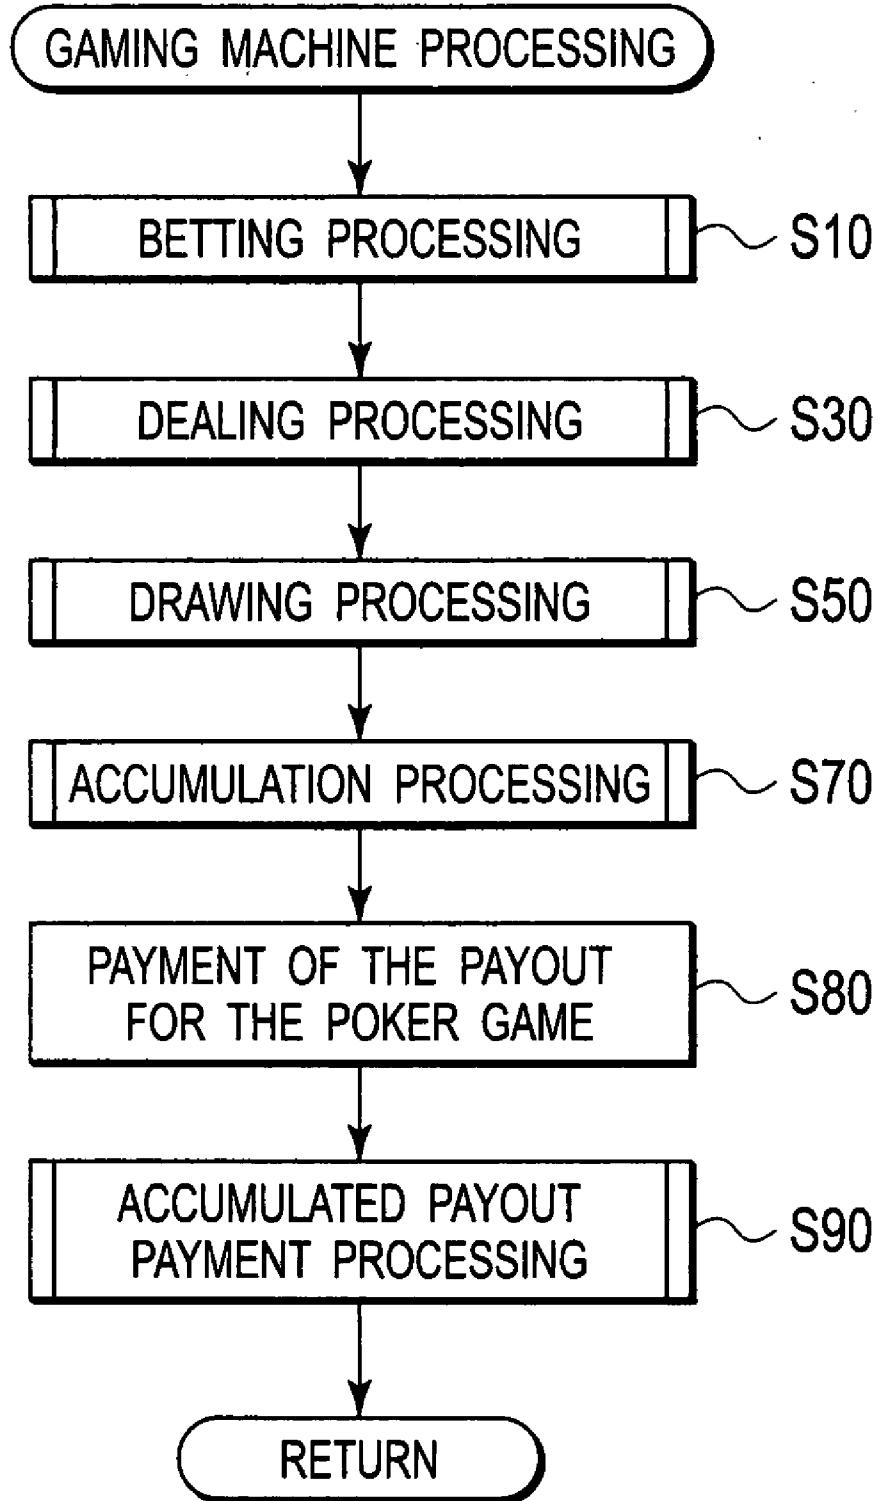 GAMING MACHINE PROCESSING
BETTING PROCESSING
S10
DEALING PROCESSING
S30
DRAWING PROCESSING
S50
ACCUMULATION PROCESSING
S70
PAYMENT OF THE PAYOUT
FOR THE POKER GAME
S80
ACCUMULATED PAYOUT
PAYMENT PROCESSING
S90
RETURN